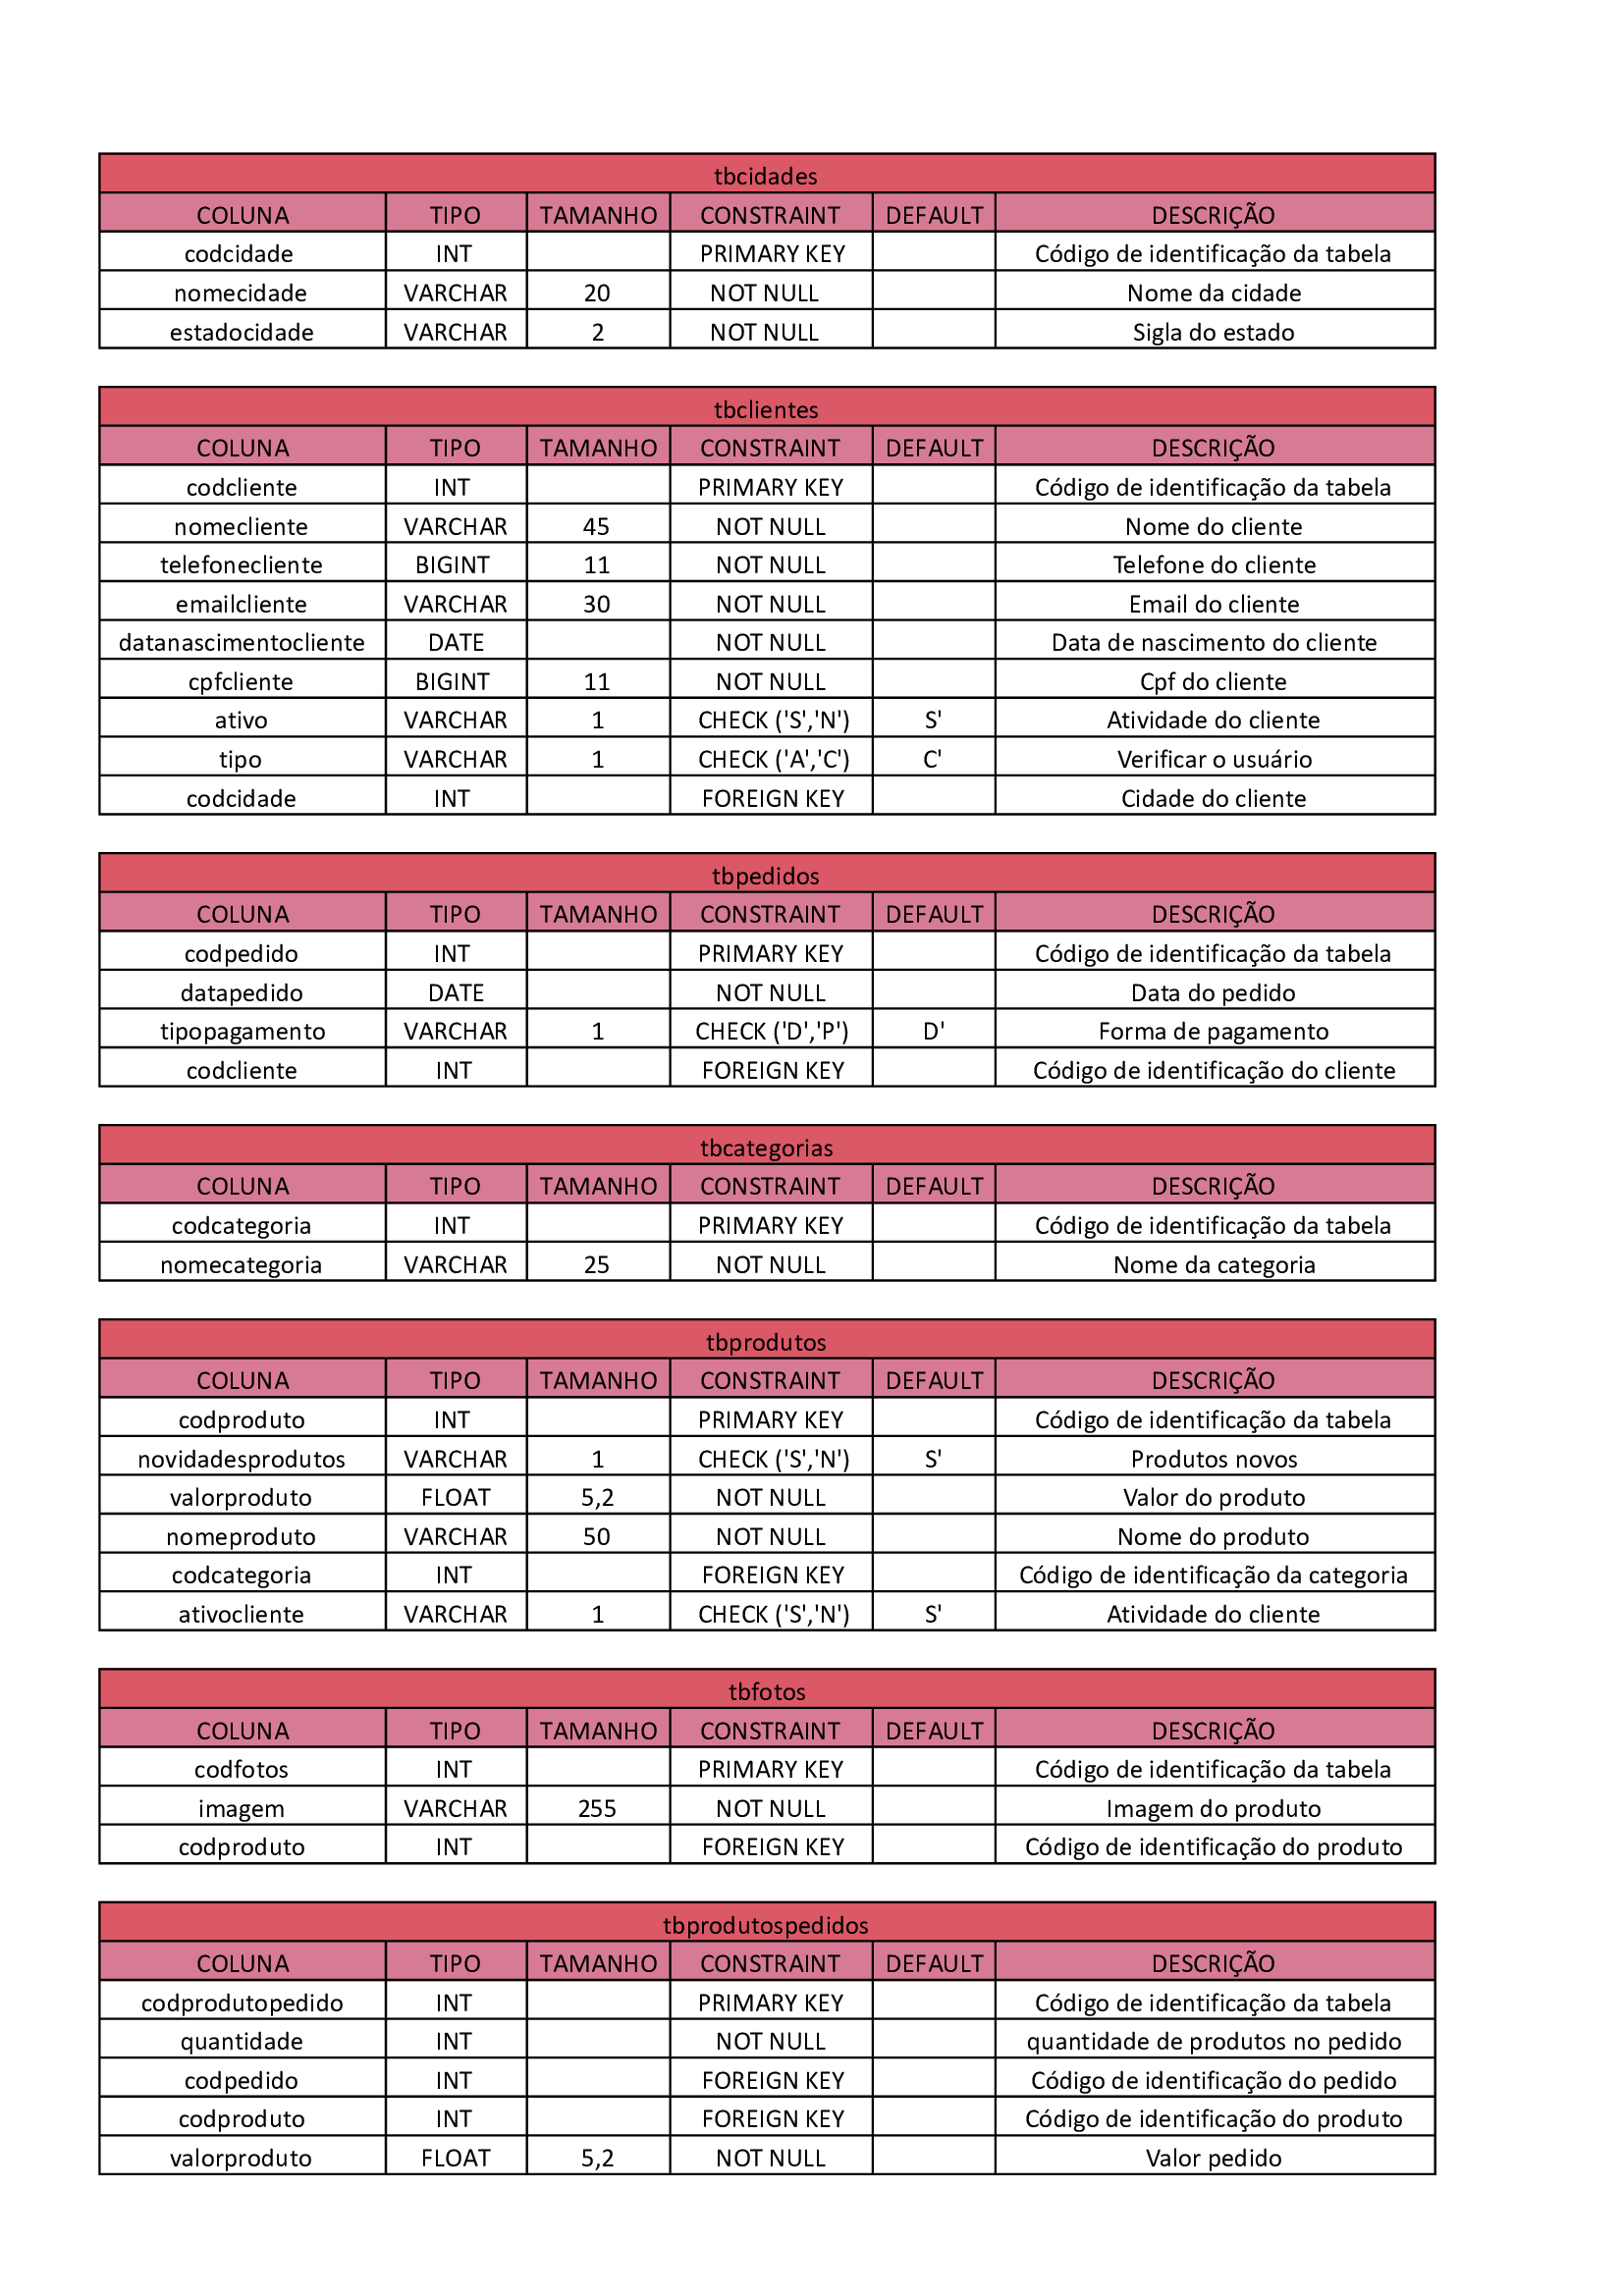 tbcidades
COLUNA TIPO TAMANHO CONSTRAINT DEFAULT DESCRIÇÃO
codcidade INT PRIMARY KEY Código de identificação da tabela
nomecidade VARCHAR 20 NOT NULL Nome da cidade
estadocidade VARCHAR 2 NOT NULL Sigla do estado
tbclientes
COLUNA TIPO TAMANHO CONSTRAINT DEFAULT DESCRIÇÃO
codcliente INT PRIMARY KEY Código de identificação da tabela
nomecliente VARCHAR 45 NOT NULL Nome do cliente
telefonecliente BIGINT 11 NOT NULL Telefone do cliente
emailcliente VARCHAR 30 NOT NULL Email do cliente
datanascimentocliente DATE NOT NULL Data de nascimento do cliente
cpfcliente BIGINT 11 NOT NULL Cpf do cliente
ativo VARCHAR 1 CHECK ('S','N') S' Atividade do cliente
tipo VARCHAR 1 CHECK ('A','C') C' Verificar o usuário
codcidade INT FOREIGN KEY Cidade do cliente
tbpedidos
COLUNA TIPO TAMANHO CONSTRAINT DEFAULT DESCRIÇÃO
codpedido INT PRIMARY KEY Código de identificação da tabela
datapedido DATE NOT NULL Data do pedido
tipopagamento VARCHAR 1 CHECK ('D','P') D' Forma de pagamento
codcliente INT FOREIGN KEY Código de identificação do cliente
tbcategorias
COLUNA TIPO TAMANHO CONSTRAINT DEFAULT DESCRIÇÃO
codcategoria INT PRIMARY KEY Código de identificação da tabela
nomecategoria VARCHAR 25 NOT NULL Nome da categoria
tbprodutos
COLUNA TIPO TAMANHO CONSTRAINT DEFAULT DESCRIÇÃO
codproduto INT PRIMARY KEY Código de identificação da tabela
novidadesprodutos VARCHAR 1 CHECK ('S','N') S' Produtos novos
valorproduto FLOAT 5,2 NOT NULL Valor do produto
nomeproduto VARCHAR 50 NOT NULL Nome do produto
codcategoria INT FOREIGN KEY Código de identificação da categoria
ativocliente VARCHAR 1 CHECK ('S','N') S' Atividade do cliente
tbfotos
COLUNA TIPO TAMANHO CONSTRAINT DEFAULT DESCRIÇÃO
codfotos INT PRIMARY KEY Código de identificação da tabela
imagem VARCHAR 255 NOT NULL Imagem do produto
codproduto INT FOREIGN KEY Código de identificação do produto
tbprodutospedidos
COLUNA TIPO TAMANHO CONSTRAINT DEFAULT DESCRIÇÃO
codprodutopedido INT PRIMARY KEY Código de identificação da tabela
quantidade INT NOT NULL quantidade de produtos no pedido
codpedido INT FOREIGN KEY Código de identificação do pedido
codproduto INT FOREIGN KEY Código de identificação do produto
valorproduto FLOAT 5,2 NOT NULL Valor pedido